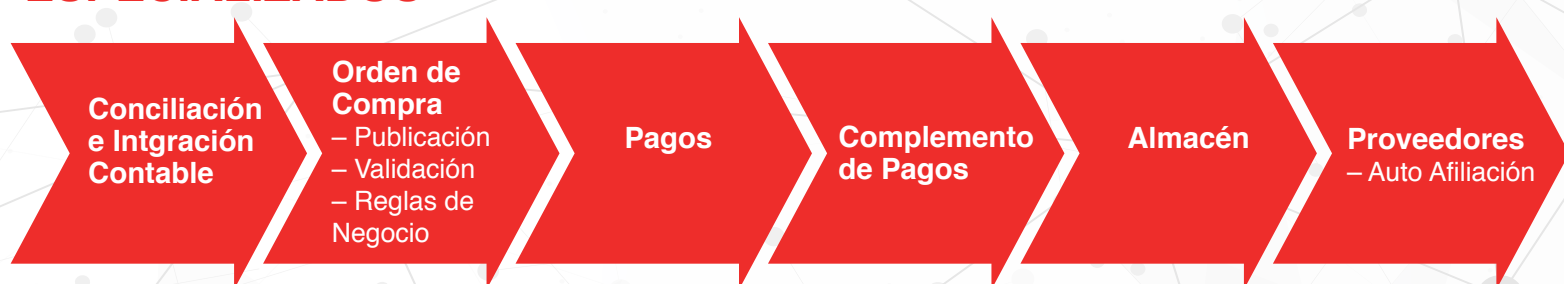 ESPECIALIZADOS
Conciliación
e Intgración
Contable
Orden de
Compra
– Publicación
– Validación
– Reglas de
Negocio
Pagos
Complemento
de Pagos
Almacén
Proveedores
– Auto Afiliación